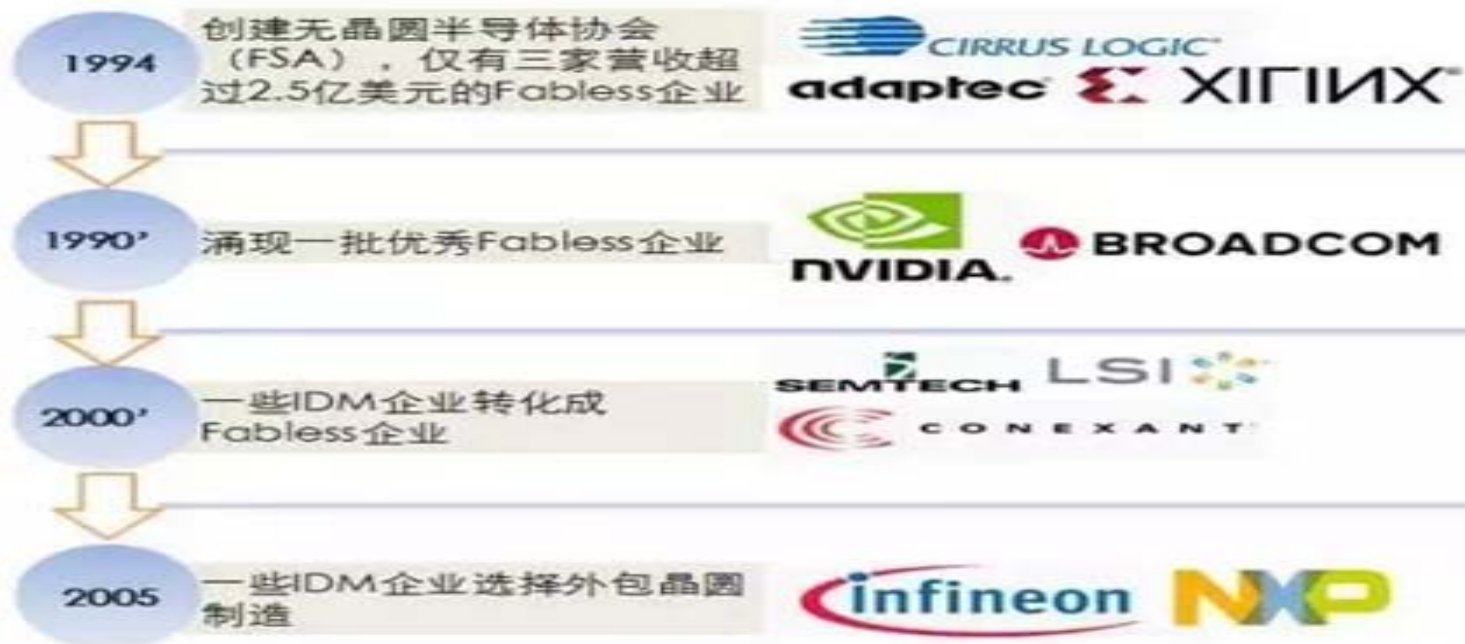 1994
创建无晶圆半导体协会
（FSA），仅有三家营收超
过2.5亿美元的Fabless企业
CIRRUS LOGIC
adaptec XILINX
1990’
涌现一批优秀Fabless企业
nVIDIA.
BROADCOM
2000’
一些IDM企业转化成
Fabless企业
SEMTECH LSI
CONEXANT
2005
一些IDM企业选择外包晶圆
制造
infineon NXP